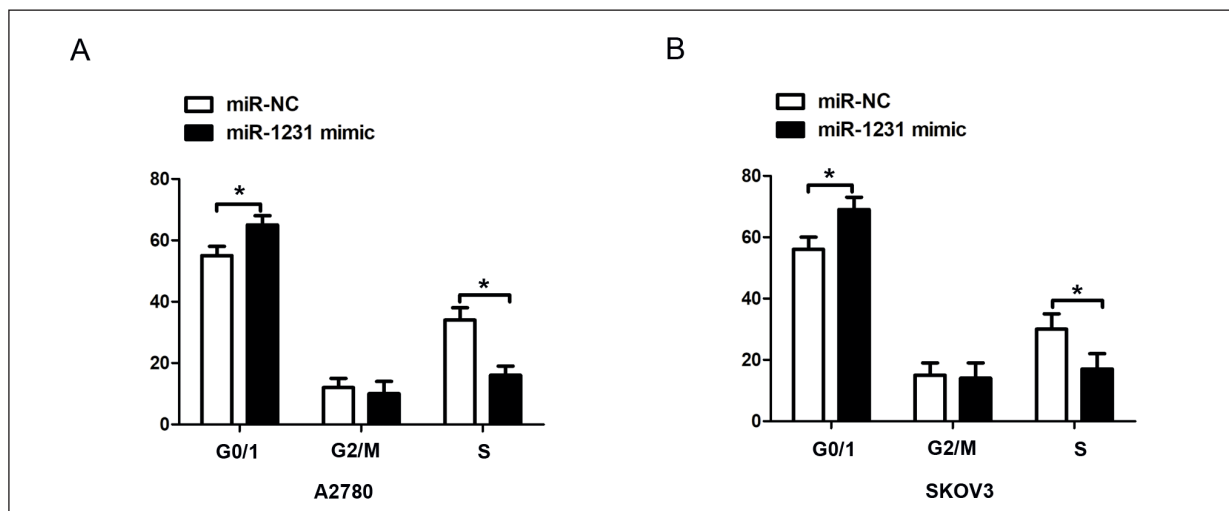 A
miR-NC
miR-1231 mimic
80
60
40
20
0
*
*
G0/1 G2/M S
A2780
B
miR-NC
miR-1231 mimic
80
60
40
20
0
*
*
G0/1 G2/M S
SKOV3